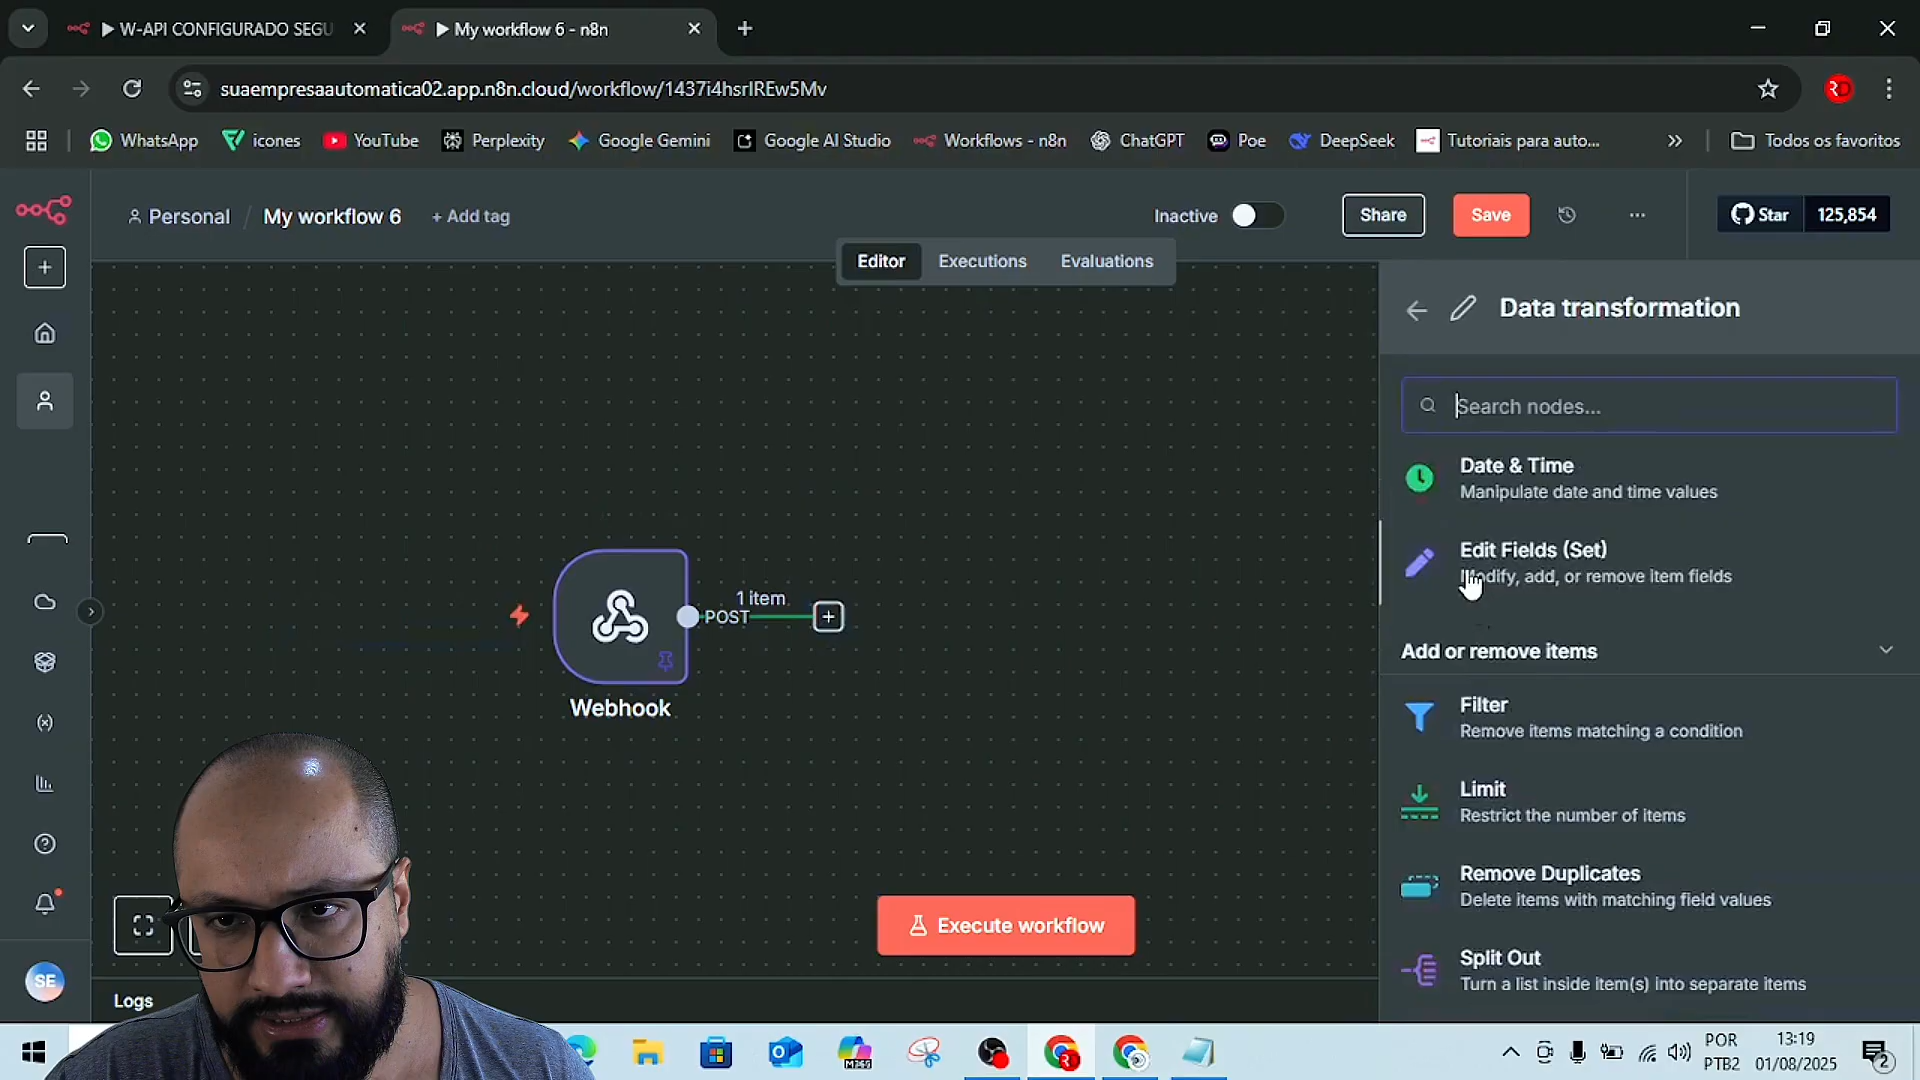 W-API CONFIGURADO SEGU
My workflow 6 - n8n
suaempresaautomatica02.app.n8n.cloud/workflow/1437i4hsrIREw5Mv
WhatsApp
icones
YouTube
Perplexity
Google Gemini
Google AI Studio
Workflows - n8n
ChatGPT
Poe
DeepSeek
Tutoriais para auto...
Todos os favoritos
Personal / My workflow 6 + Add tag
Inactive
Share
Save
Star 125,854
Editor
Executions
Evaluations
Data transformation
Search nodes...
Date & Time
Manipulate date and time values
Edit Fields (Set)
Modify, add, or remove item fields
Add or remove items
Filter
Remove items matching a condition
Limit
Restrict the number of items
Remove Duplicates
Delete items with matching field values
Split Out
Turn a list inside item(s) into separate items
1 item
POST
Webhook
Execute workflow
SE
Logs
M365
POR
PTB2
13:19
01/08/2025
2